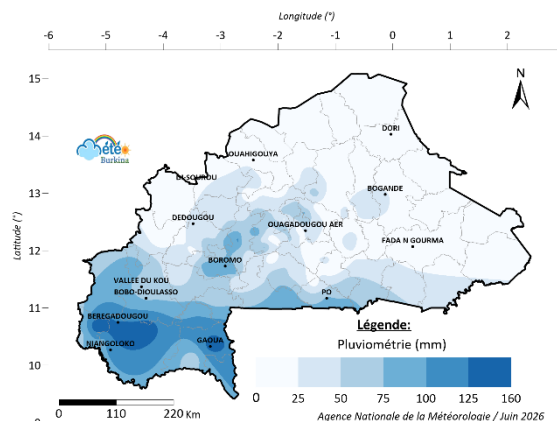 Longitude (°)
-6 -5 -4 -3 -2 -1 0 1 2
Latitude (°)
15
14
13
12
11
10
N
été
Météo
Burkina
DORI
OUAHIGOUYA
BOGANDE
DEDOUGOU
OUAGADOUGOU AER
FADA N GOURMA
BOROMO
VALLEE DU KOU
BOBO-DIOULASSO
PO
BEREGADOUGOU
NIANGOLOKO
GAOUA
Légende:
Pluviométrie (mm)
0 25 50 75 100 125 160
0 110 220 Km
Agence Nationale de la Météorologie / Juin 2026